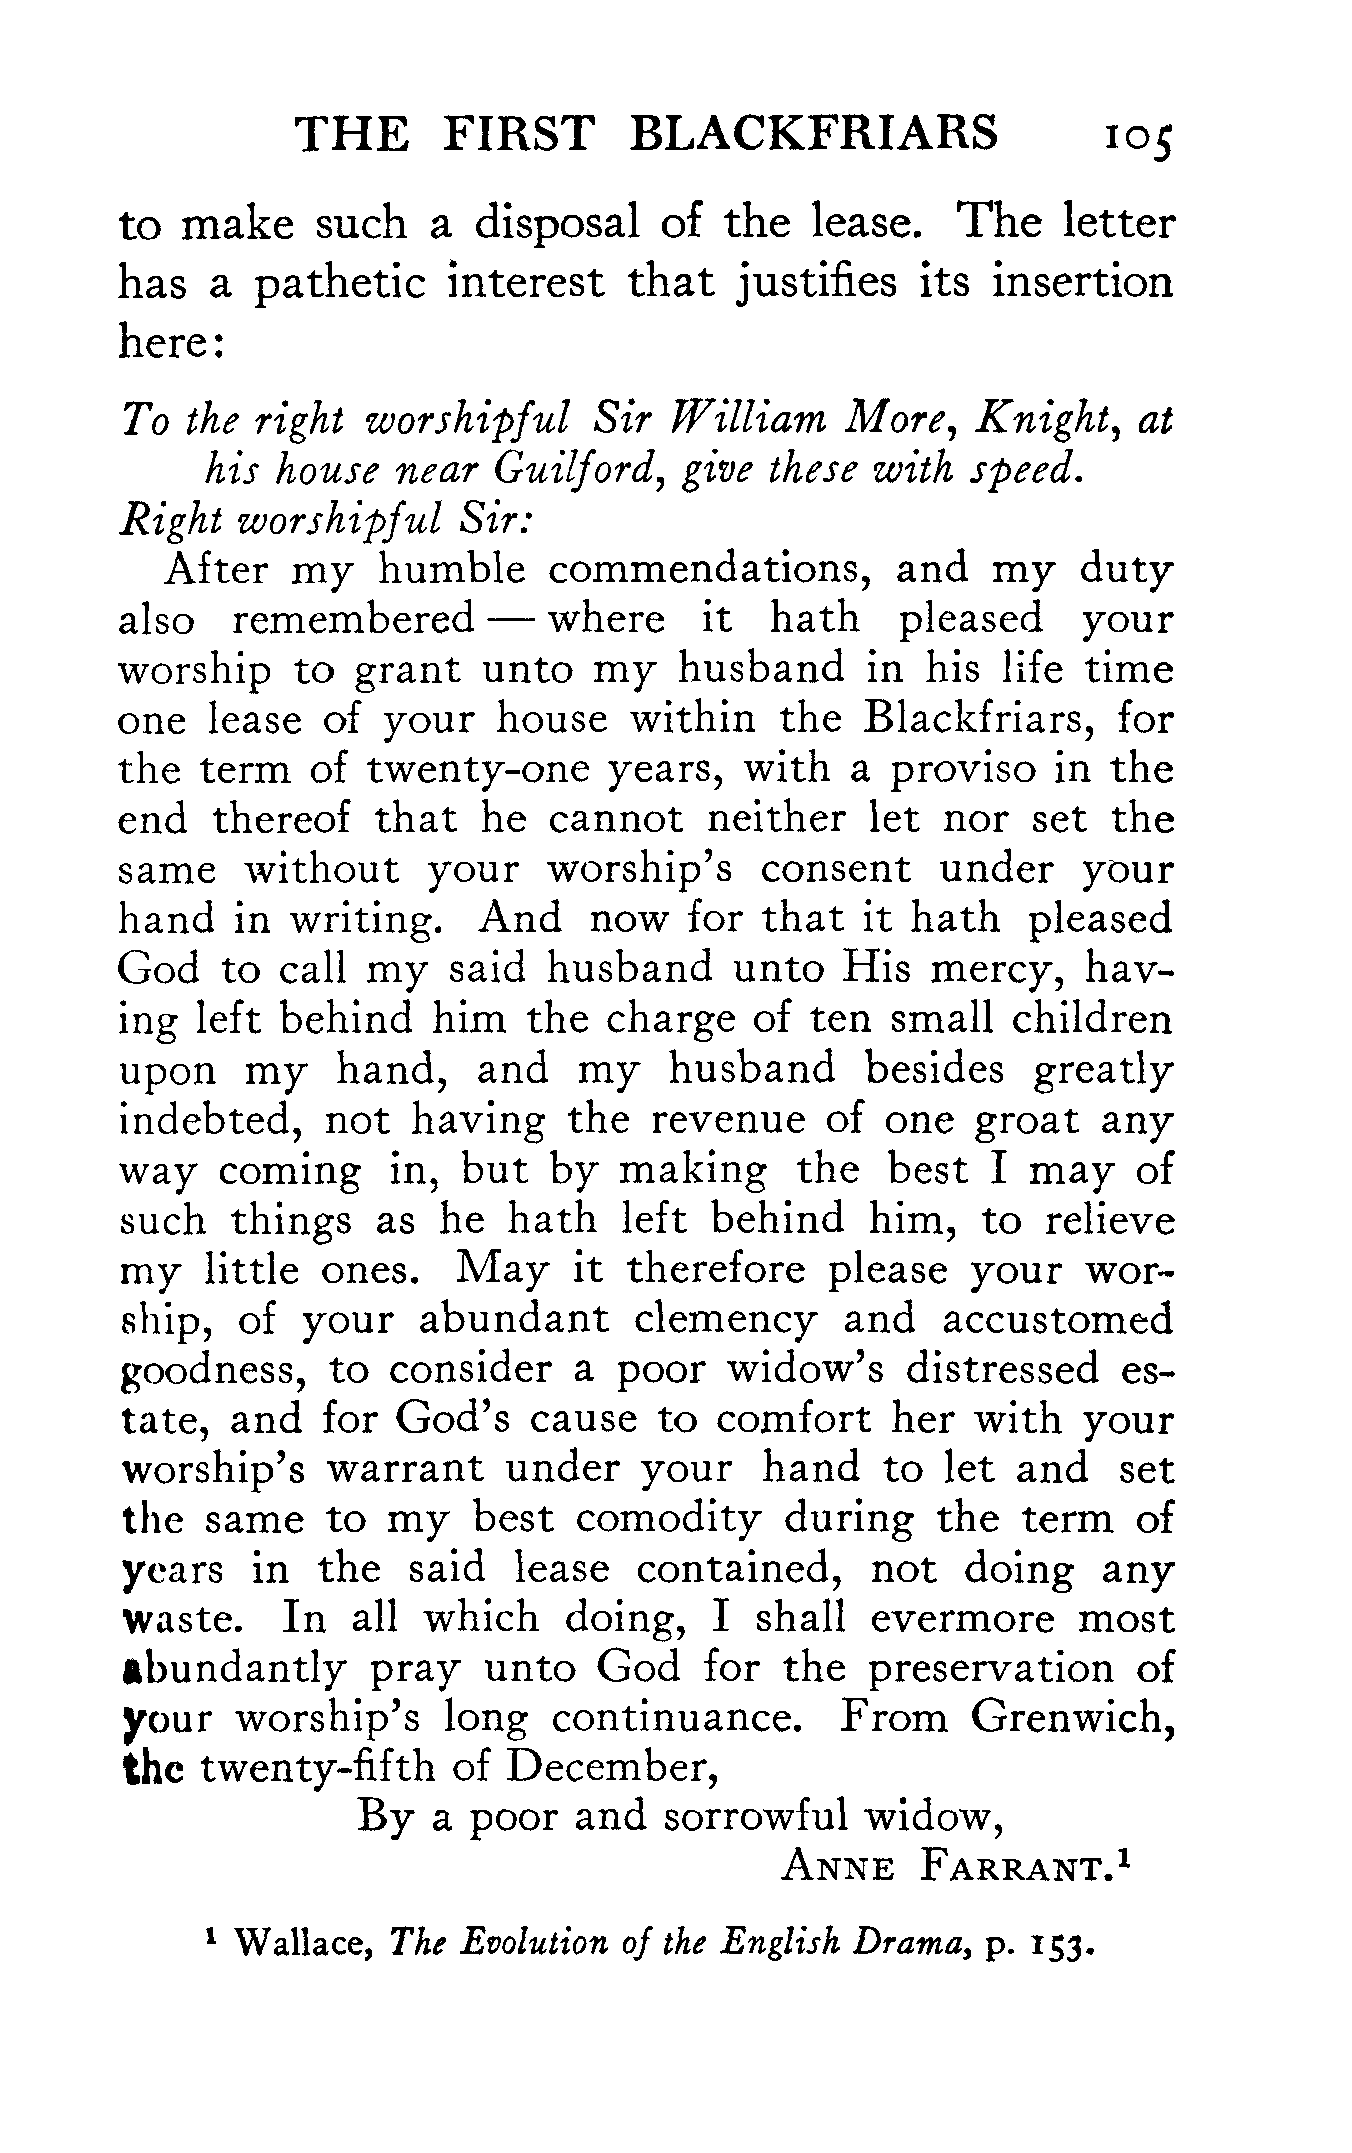 THE FIRST BLACKFRIARS 105
to make such a disposal of the lease. The letter
has a pathetic interest that justifies its insertion
here:
To the right worshipful Sir William More, Knight, at
his house near Guilford, give these with speed.
Right worshipful Sir:
After my humble commendations, and my duty
also remembered — where it hath pleased your
worship to grant unto my husband in his life time
one lease of your house within the Blackfriars, for
the term of twenty-one years, with a proviso in the
end thereof that he cannot neither let nor set the
same without your worship's consent under your
hand in writing. And now for that it hath pleased
God to call my said husband unto His mercy, hav-
ing left behind him the charge of ten small children
upon my hand, and my husband besides greatly
indebted, not having the revenue of one groat any
way coming in, but by making the best I may of
such things as he hath left behind him, to relieve
my little ones. May it therefore please your wor-
ship, of your abundant clemency and accustomed
goodness, to consider a poor widow's distressed es-
tate, and for God's cause to comfort her with your
worship's warrant under your hand to let and set
the same to my best comodity during the term of
years in the said lease contained, not doing any
waste. In all which doing, I shall evermore most
abundantly pray unto God for the preservation of
your worship's long continuance. From Grenwich,
the twenty-fifth of December,
By a poor and sorrowful widow,
ANNE FARRANT.¹
¹ Wallace, The Evolution of the English Drama, p. 153.